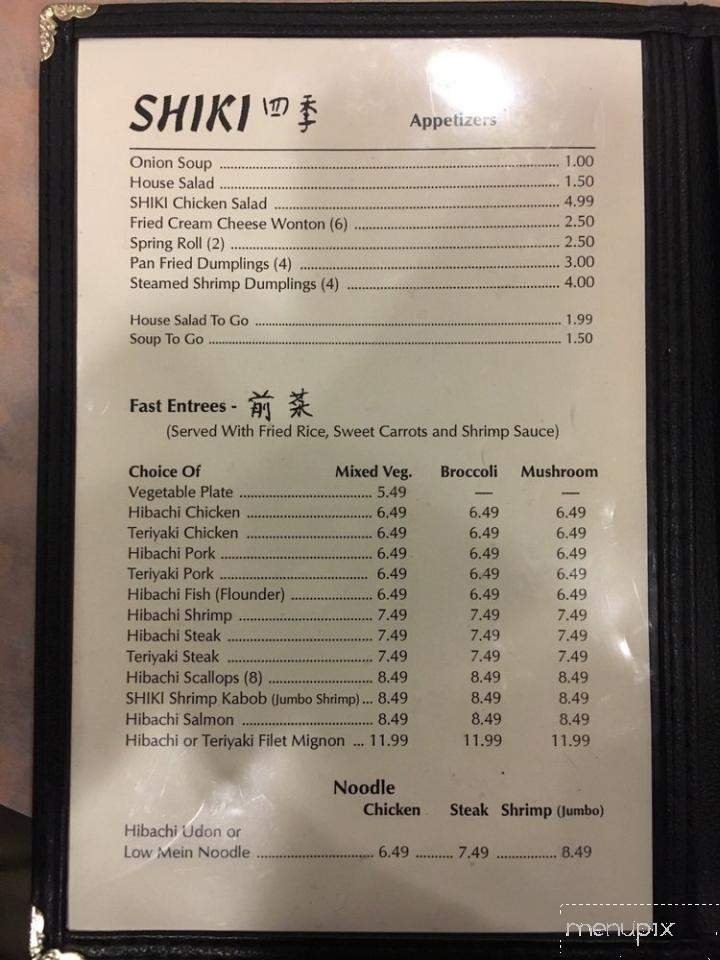 SHIKI 四季
Appetizers
Onion Soup ........ 1.00
House Salad ........ 1.50
SHIKI Chicken Salad ........ 4.99
Fried Cream Cheese Wonton (6) ........ 2.50
Spring Roll (2) ........ 2.50
Pan Fried Dumplings (4) ........ 3.00
Steamed Shrimp Dumplings (4) ........ 4.00
House Salad To Go ........ 1.99
Soup To Go ........ 1.50
Fast Entrees - 前菜
(Served With Fried Rice, Sweet Carrots and Shrimp Sauce)
Choice Of Mixed Veg. Broccoli Mushroom
Vegetable Plate ........ 5.49 — —
Hibachi Chicken ........ 6.49 6.49 6.49
Teriyaki Chicken ........ 6.49 6.49 6.49
Hibachi Pork ........ 6.49 6.49 6.49
Teriyaki Pork ........ 6.49 6.49 6.49
Hibachi Fish (Flounder) ........ 6.49 6.49 6.49
Hibachi Shrimp ........ 7.49 7.49 7.49
Hibachi Steak ........ 7.49 7.49 7.49
Teriyaki Steak ........ 7.49 7.49 7.49
Hibachi Scallops (8) ........ 8.49 8.49 8.49
SHIKI Shrimp Kabob (Jumbo Shrimp) ... 8.49 8.49 8.49
Hibachi Salmon ........ 8.49 8.49 8.49
Hibachi or Teriyaki Filet Mignon ... 11.99 11.99 11.99
Noodle
Chicken Steak Shrimp (Jumbo)
Hibachi Udon or
Low Mein Noodle ........ 6.49 ........ 7.49 ........ 8.49
menupix